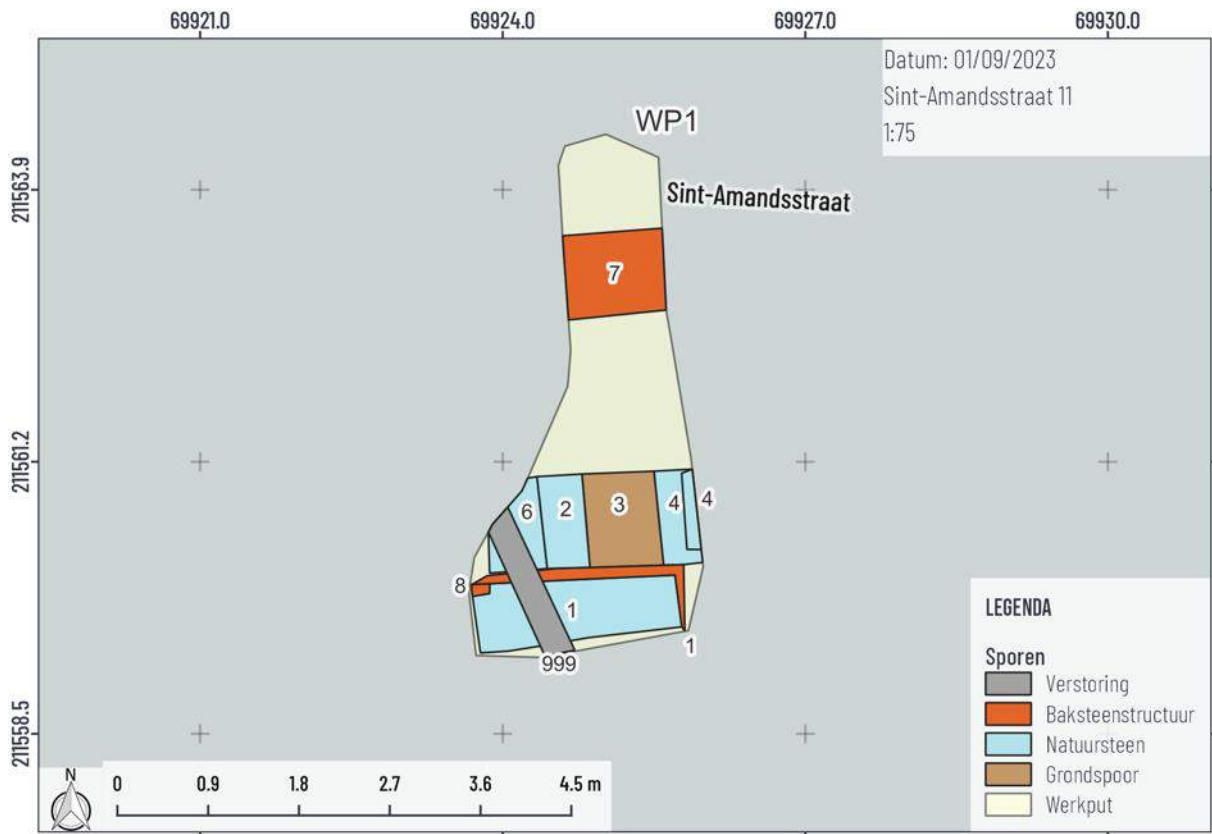 69921.0 69924.0 69927.0 69930.0
Datum: 01/09/2023
Sint-Amandsstraat 11
1:75
WP1
211563.9
Sint-Amandsstraat
7
211561.2
6 2 3 4 4
8
1
1
999
211558.5
LEGENDA
Sporen
Verstoring
Baksteenstructuur
Natuursteen
Grondspoor
Werkput
N
0 0.9 1.8 2.7 3.6 4.5 m